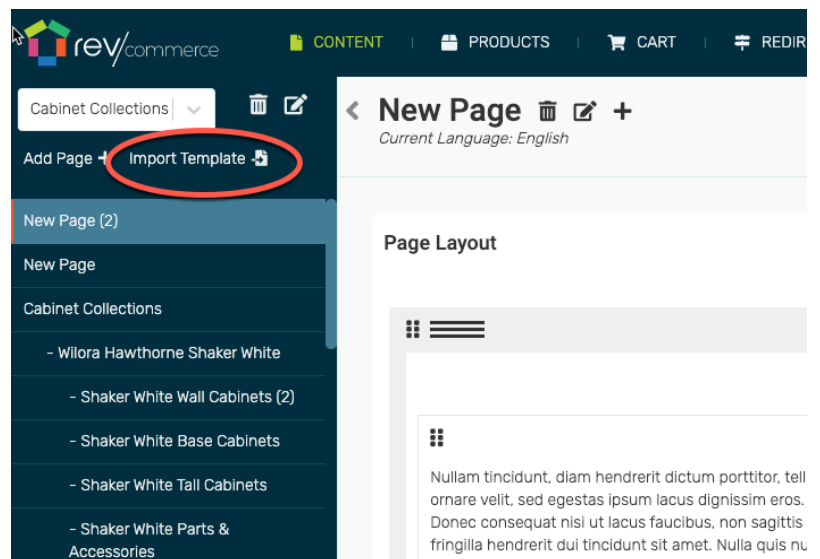 rev/commerce
CONTENT
PRODUCTS
CART
REDIR
Cabinet Collections
Add Page +
Import Template
New Page (2)
New Page
Cabinet Collections
- Wilora Hawthorne Shaker White
- Shaker White Wall Cabinets (2)
- Shaker White Base Cabinets
- Shaker White Tall Cabinets
- Shaker White Parts &
Accessories
New Page
Current Language: English
Page Layout
Nullam tincidunt, diam hendrerit dictum porttitor, tell
ornare velit, sed egestas ipsum lacus dignissim eros.
Donec consequat nisi ut lacus faucibus, non sagittis
fringilla hendrerit dui tincidunt sit amet. Nulla quis nu